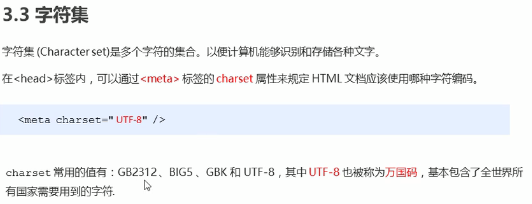 3.3 字符集
字符集 (Character set)是多个字符的集合。以便计算机能够识别和存储各种文字。
在<head>标签内，可以通过<meta> 标签的 charset 属性来规定 HTML 文档应该使用哪种字符编码。
<meta charset=" UTF-8" />
charset 常用的值有：GB2312 、BIG5 、GBK 和 UTF-8，其中 UTF-8 也被称为万国码，基本包含了全世界所
有国家需要用到的字符.